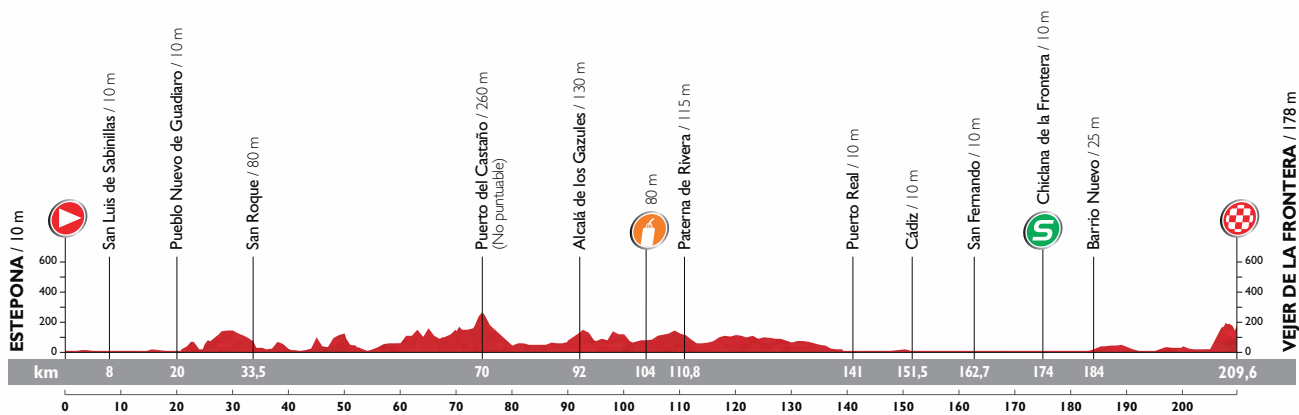 ESTEPONA / 10 m
San Luis de Sabinillas / 10 m
Pueblo Nuevo de Guadiaro / 10 m
San Roque / 80 m
Puerto del Castaño / 260 m
(No puntuable)
Alcalá de los Gazules / 130 m
80 m
Paterna de Rivera / 115 m
Puerto Real / 10 m
Cádiz / 10 m
San Fernando / 10 m
Chiclana de la Frontera / 10 m
S
Barrio Nuevo / 25 m
VEJER DE LA FRONTERA / 178 m
600 600
400 400
200 200
0 0
km 8 20 33,5 70 92 104 110,8 141 151,5 162,7 174 184 209,6
0 10 20 30 40 50 60 70 80 90 100 110 120 130 140 150 160 170 180 190 200